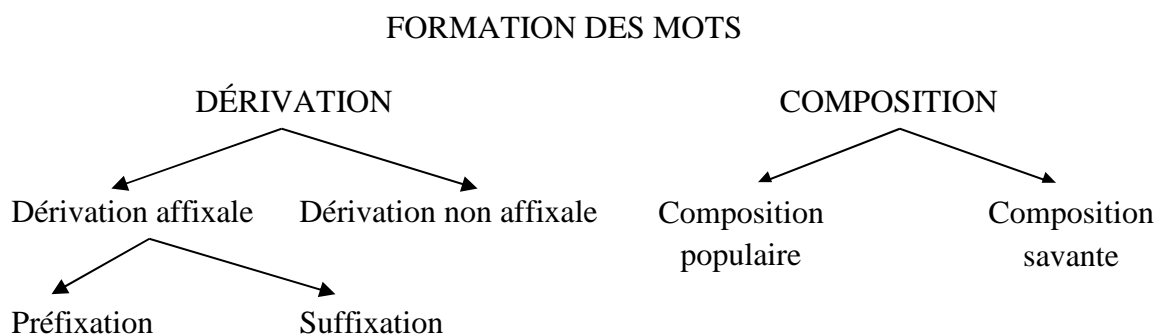 FORMATION DES MOTS
DÉRIVATION COMPOSITION
Dérivation affixale Dérivation non affixale Composition populaire Composition savante
Préfixation Suffixation